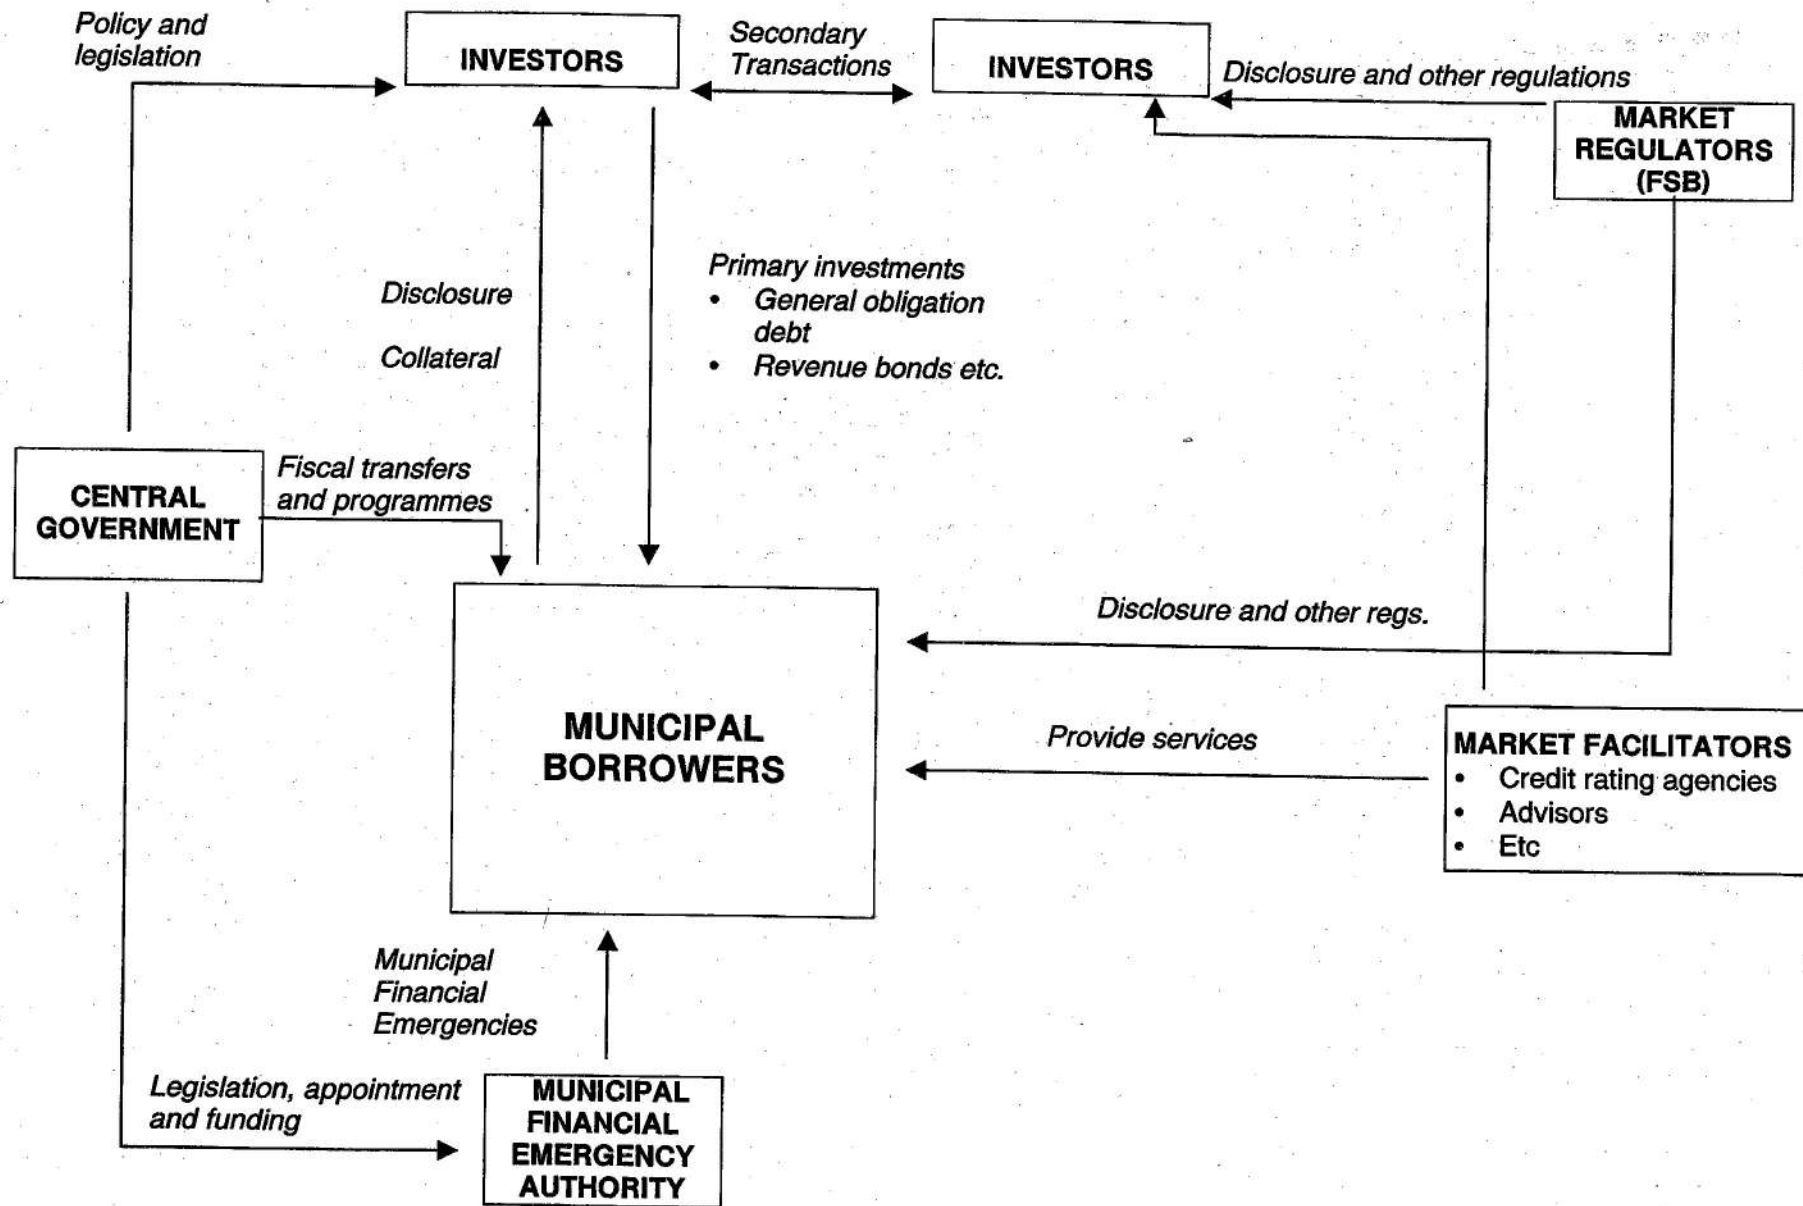 Policy and
legislation
INVESTORS
Secondary
Transactions
INVESTORS
Disclosure and other regulations
MARKET
REGULATORS
(FSB)
Disclosure
Collateral
Primary investments
• General obligation
debt
• Revenue bonds etc.
CENTRAL
GOVERNMENT
Fiscal transfers
and programmes
Disclosure and other regs.
MUNICIPAL
BORROWERS
Provide services
MARKET FACILITATORS
• Credit rating agencies
• Advisors
• Etc
Municipal
Financial
Emergencies
Legislation, appointment
and funding
MUNICIPAL
FINANCIAL
EMERGENCY
AUTHORITY